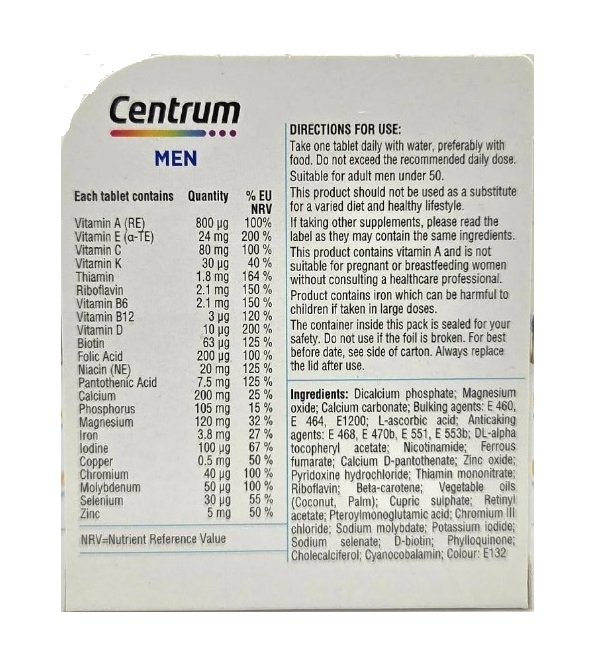 Centrum
MEN
Each tablet contains Quantity % EU
NRV
Vitamin A (RE) 800 µg 100%
Vitamin E (α-TE) 24 mg 200 %
Vitamin C 80 mg 100 %
Vitamin K 30 µg 40 %
Thiamin 1.8 mg 164 %
Riboflavin 2.1 mg 150 %
Vitamin B6 2.1 mg 150 %
Vitamin B12 3 µg 120 %
Vitamin D 10 µg 200 %
Biotin 63 µg 125 %
Folic Acid 200 µg 100 %
Niacin (NE) 20 mg 125 %
Pantothenic Acid 7.5 mg 125 %
Calcium 200 mg 25 %
Phosphorus 105 mg 15 %
Magnesium 120 mg 32 %
Iron 3.8 mg 27 %
Iodine 100 µg 67 %
Copper 0.5 mg 50 %
Chromium 40 µg 100 %
Molybdenum 50 µg 100 %
Selenium 30 µg 55 %
Zinc 5 mg 50 %
NRV=Nutrient Reference Value
DIRECTIONS FOR USE:
Take one tablet daily with water, preferably with
food. Do not exceed the recommended daily dose.
Suitable for adult men under 50.
This product should not be used as a substitute
for a varied diet and healthy lifestyle.
If taking other supplements, please read the
label as they may contain the same ingredients.
This product contains vitamin A and is not
suitable for pregnant or breastfeeding women
without consulting a healthcare professional.
Product contains iron which can be harmful to
children if taken in large doses.
The container inside this pack is sealed for your
safety. Do not use if the foil is broken. For best
before date, see side of carton. Always replace
the lid after use.
Ingredients: Dicalcium phosphate; Magnesium
oxide; Calcium carbonate; Bulking agents: E 460,
E 464, E1200; L-ascorbic acid; Anticaking
agents: E 468, E 470b, E 551, E 553b; DL-alpha
tocopheryl acetate; Nicotinamide; Ferrous
fumarate; Calcium D-pantothenate; Zinc oxide;
Pyridoxine hydrochloride; Thiamin mononitrate;
Riboflavin; Beta-carotene; Vegetable oils
(Coconut, Palm); Cupric sulphate; Retinyl
acetate; Pteroylmonoglutamic acid; Chromium III
chloride; Sodium molybdate; Potassium iodide;
Sodium selenate; D-biotin; Phylloquinone;
Cholecalciferol; Cyanocobalamin; Colour: E132